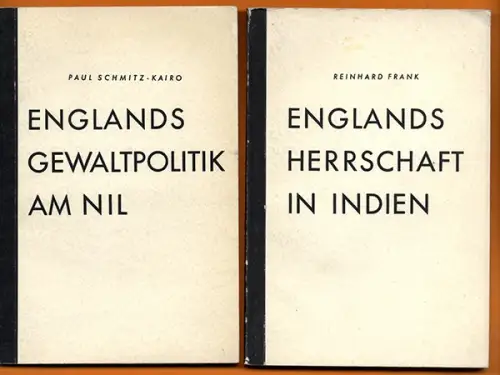 PAUL SCHMITZ-KAIRO
ENGLANDS
GEWALTPOLITIK
AM NIL
REINHARD FRANK
ENGLANDS
HERRSCHAFT
IN INDIEN